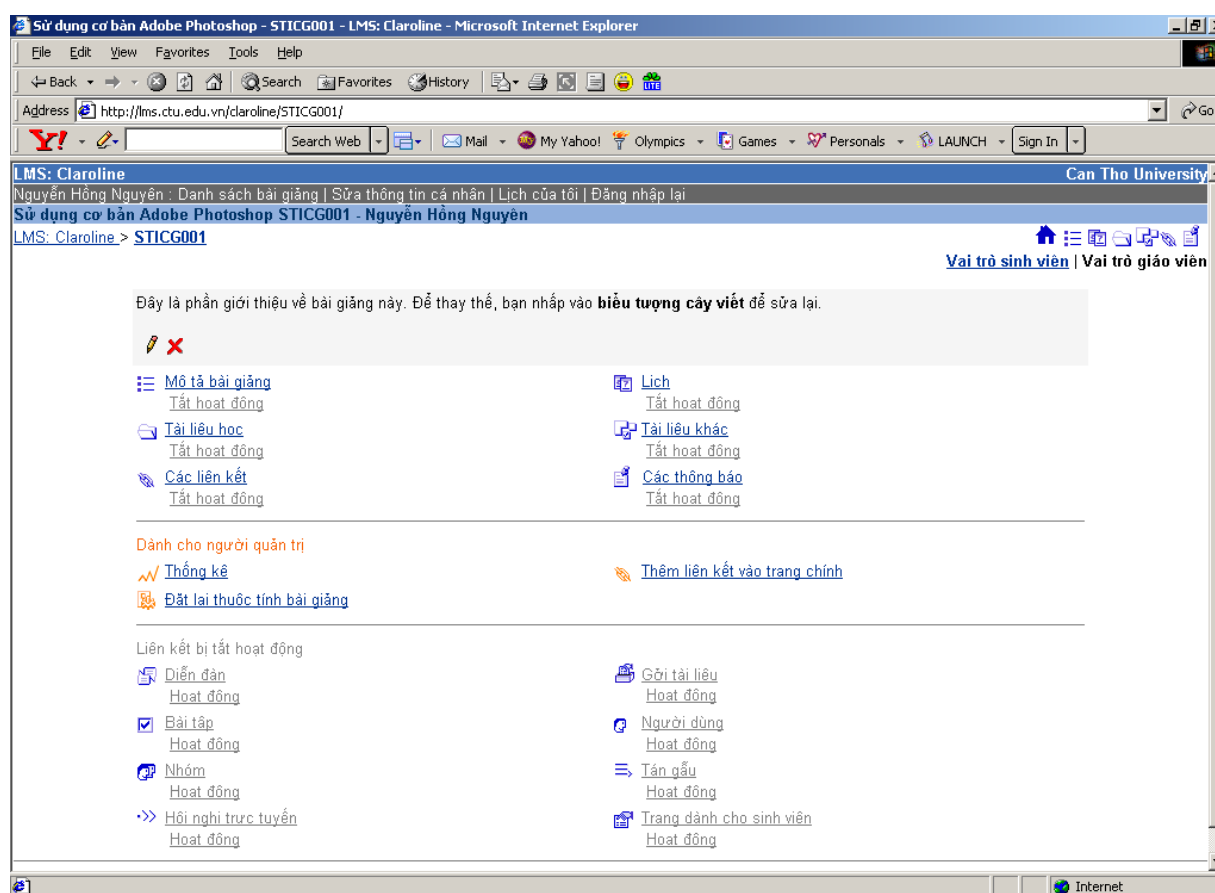 Sử dụng cơ bản Adobe Photoshop - STICG001 - LMS: Claroline - Microsoft Internet Explorer
File Edit View Favorites Tools Help
Back Search Favorites History
Address http://lms.ctu.edu.vn/claroline/STICG001/ Go
Y! Search Web Mail My Yahoo! Olympics Games Personals LAUNCH Sign In
LMS: Claroline Can Tho University
Nguyễn Hồng Nguyên : Danh sách bài giảng | Sửa thông tin cá nhân | Lịch của tôi | Đăng nhập lại
Sử dụng cơ bản Adobe Photoshop STICG001 - Nguyễn Hồng Nguyên
LMS: Claroline > STICG001
Vai trò sinh viên | Vai trò giáo viên
Đây là phần giới thiệu về bài giảng này. Để thay thế, bạn nhấp vào biểu tượng cây viết để sửa lại.
Mô tả bài giảng Lịch
Tắt hoạt động Tắt hoạt động
Tài liệu học Tài liệu khác
Tắt hoạt động Tắt hoạt động
Các liên kết Các thông báo
Tắt hoạt động Tắt hoạt động
Dành cho người quản trị
Thống kê Thêm liên kết vào trang chính
Đặt lại thuộc tính bài giảng
Liên kết bị tắt hoạt động
Diễn đàn Gởi tài liệu
Hoạt động Hoạt động
Bài tập Người dùng
Hoạt động Hoạt động
Nhóm Tán gẫu
Hoạt động Hoạt động
Hội nghị trực tuyến Trang dành cho sinh viên
Hoạt động Hoạt động
Internet